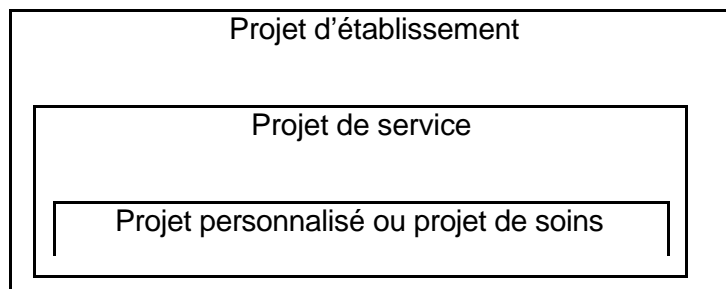 Projet d'établissement
Projet de service
Projet personnalisé ou projet de soins